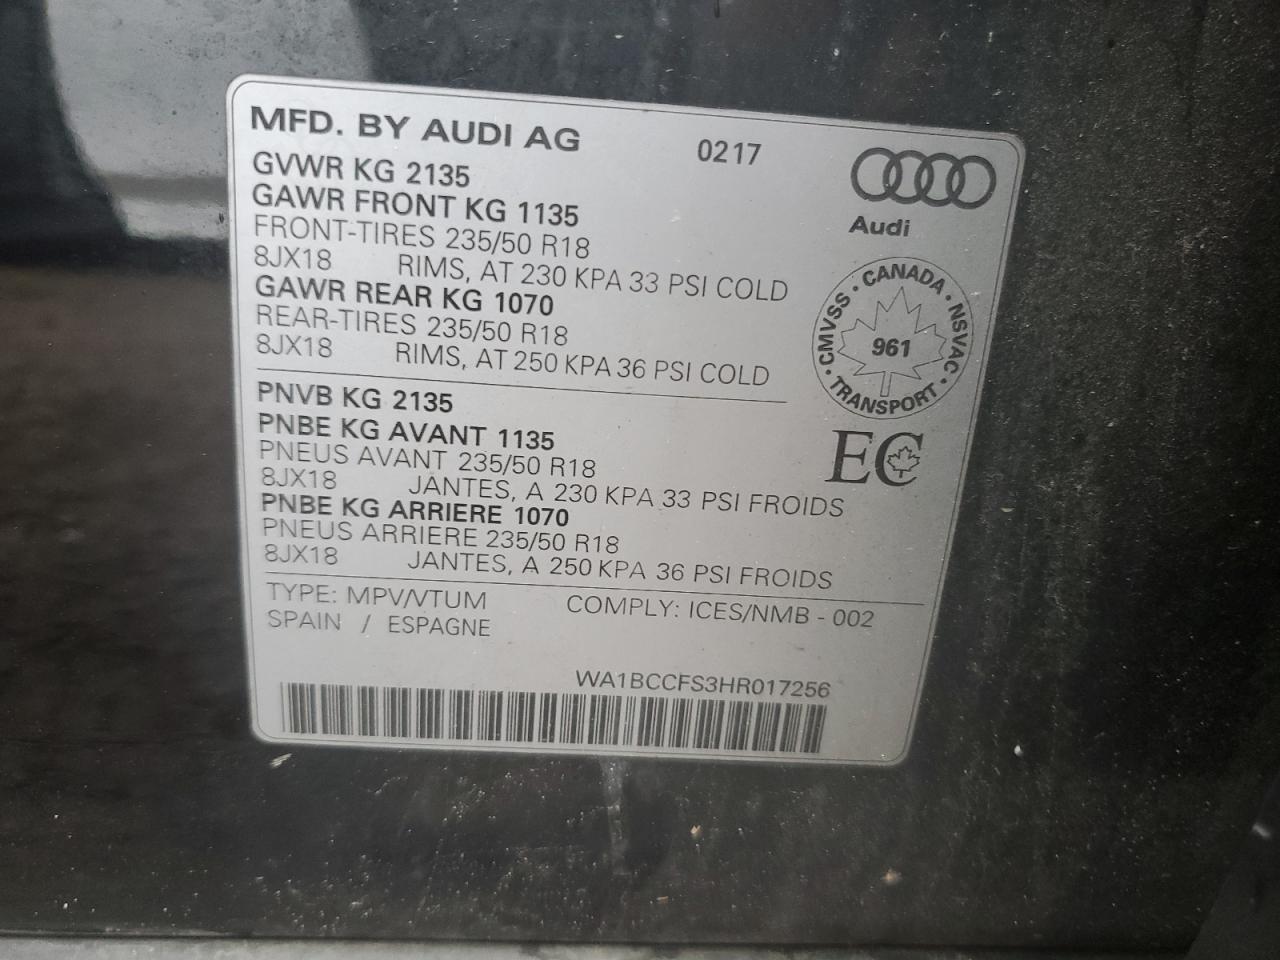 MFD. BY AUDI AG 0217
GVWR KG 2135
GAWR FRONT KG 1135
FRONT-TIRES 235/50 R18
8JX18 RIMS, AT 230 KPA 33 PSI COLD
GAWR REAR KG 1070
REAR-TIRES 235/50 R18
8JX18 RIMS, AT 250 KPA 36 PSI COLD
Audi
CMVSS · CANADA · NSVAC · TRANSPORT ·
961
PNVB KG 2135
PNBE KG AVANT 1135
PNEUS AVANT 235/50 R18
8JX18 JANTES, A 230 KPA 33 PSI FROIDS
PNBE KG ARRIERE 1070
PNEUS ARRIERE 235/50 R18
8JX18 JANTES, A 250 KPA 36 PSI FROIDS
EC
TYPE: MPV/VTUM COMPLY: ICES/NMB - 002
SPAIN / ESPAGNE
WA1BCCFS3HR017256